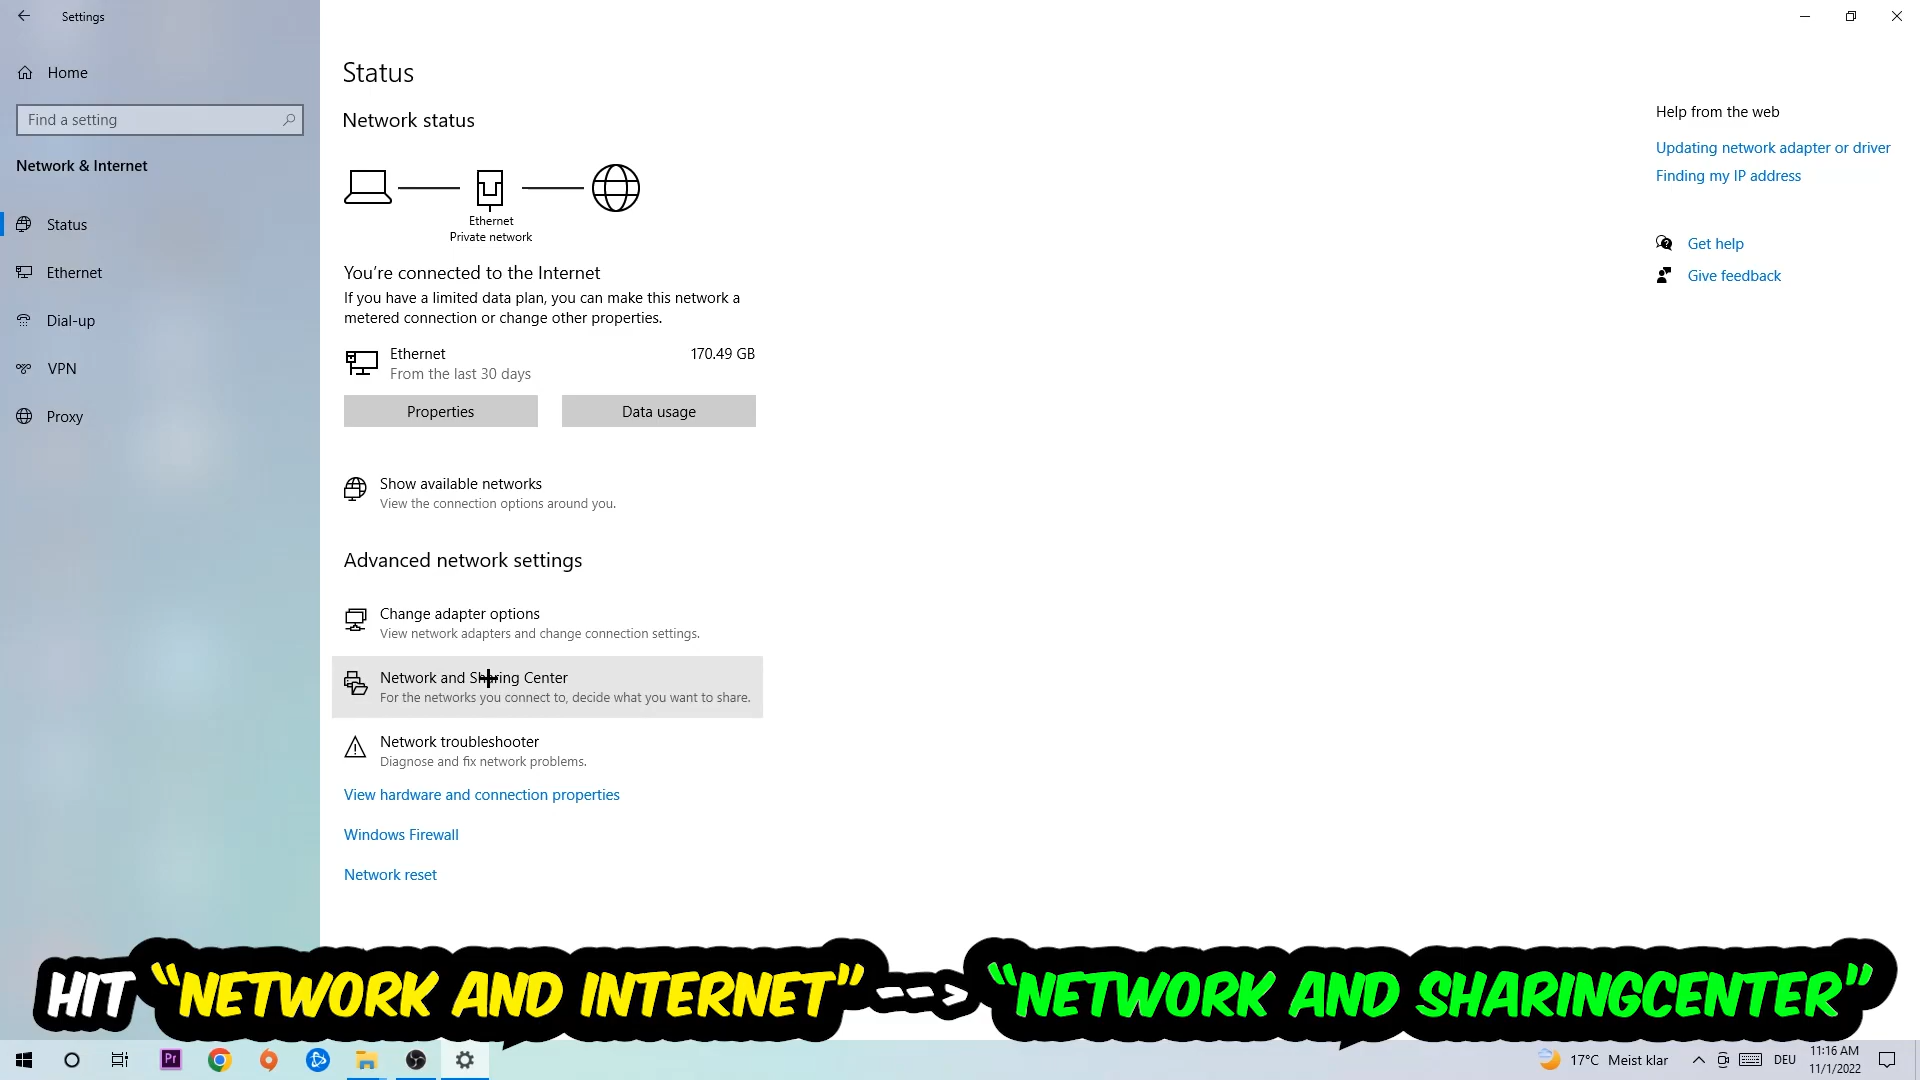 Settings
Home
Find a setting
Network & Internet
Status
Ethernet
Dial-up
VPN
Proxy
Status
Network status
Ethernet
Private network
You're connected to the Internet
If you have a limited data plan, you can make this network a
metered connection or change other properties.
Ethernet 170.49 GB
From the last 30 days
Properties Data usage
Show available networks
View the connection options around you.
Advanced network settings
Change adapter options
View network adapters and change connection settings.
Network and Sharing Center
For the networks you connect to, decide what you want to share.
Network troubleshooter
Diagnose and fix network problems.
View hardware and connection properties
Windows Firewall
Network reset
Help from the web
Updating network adapter or driver
Finding my IP address
Get help
Give feedback
HIT "NETWORK AND INTERNET" ---> "NETWORK AND SHARINGCENTER"
Pr 17°C Meist klar DEU 11:16 AM
11/1/2022